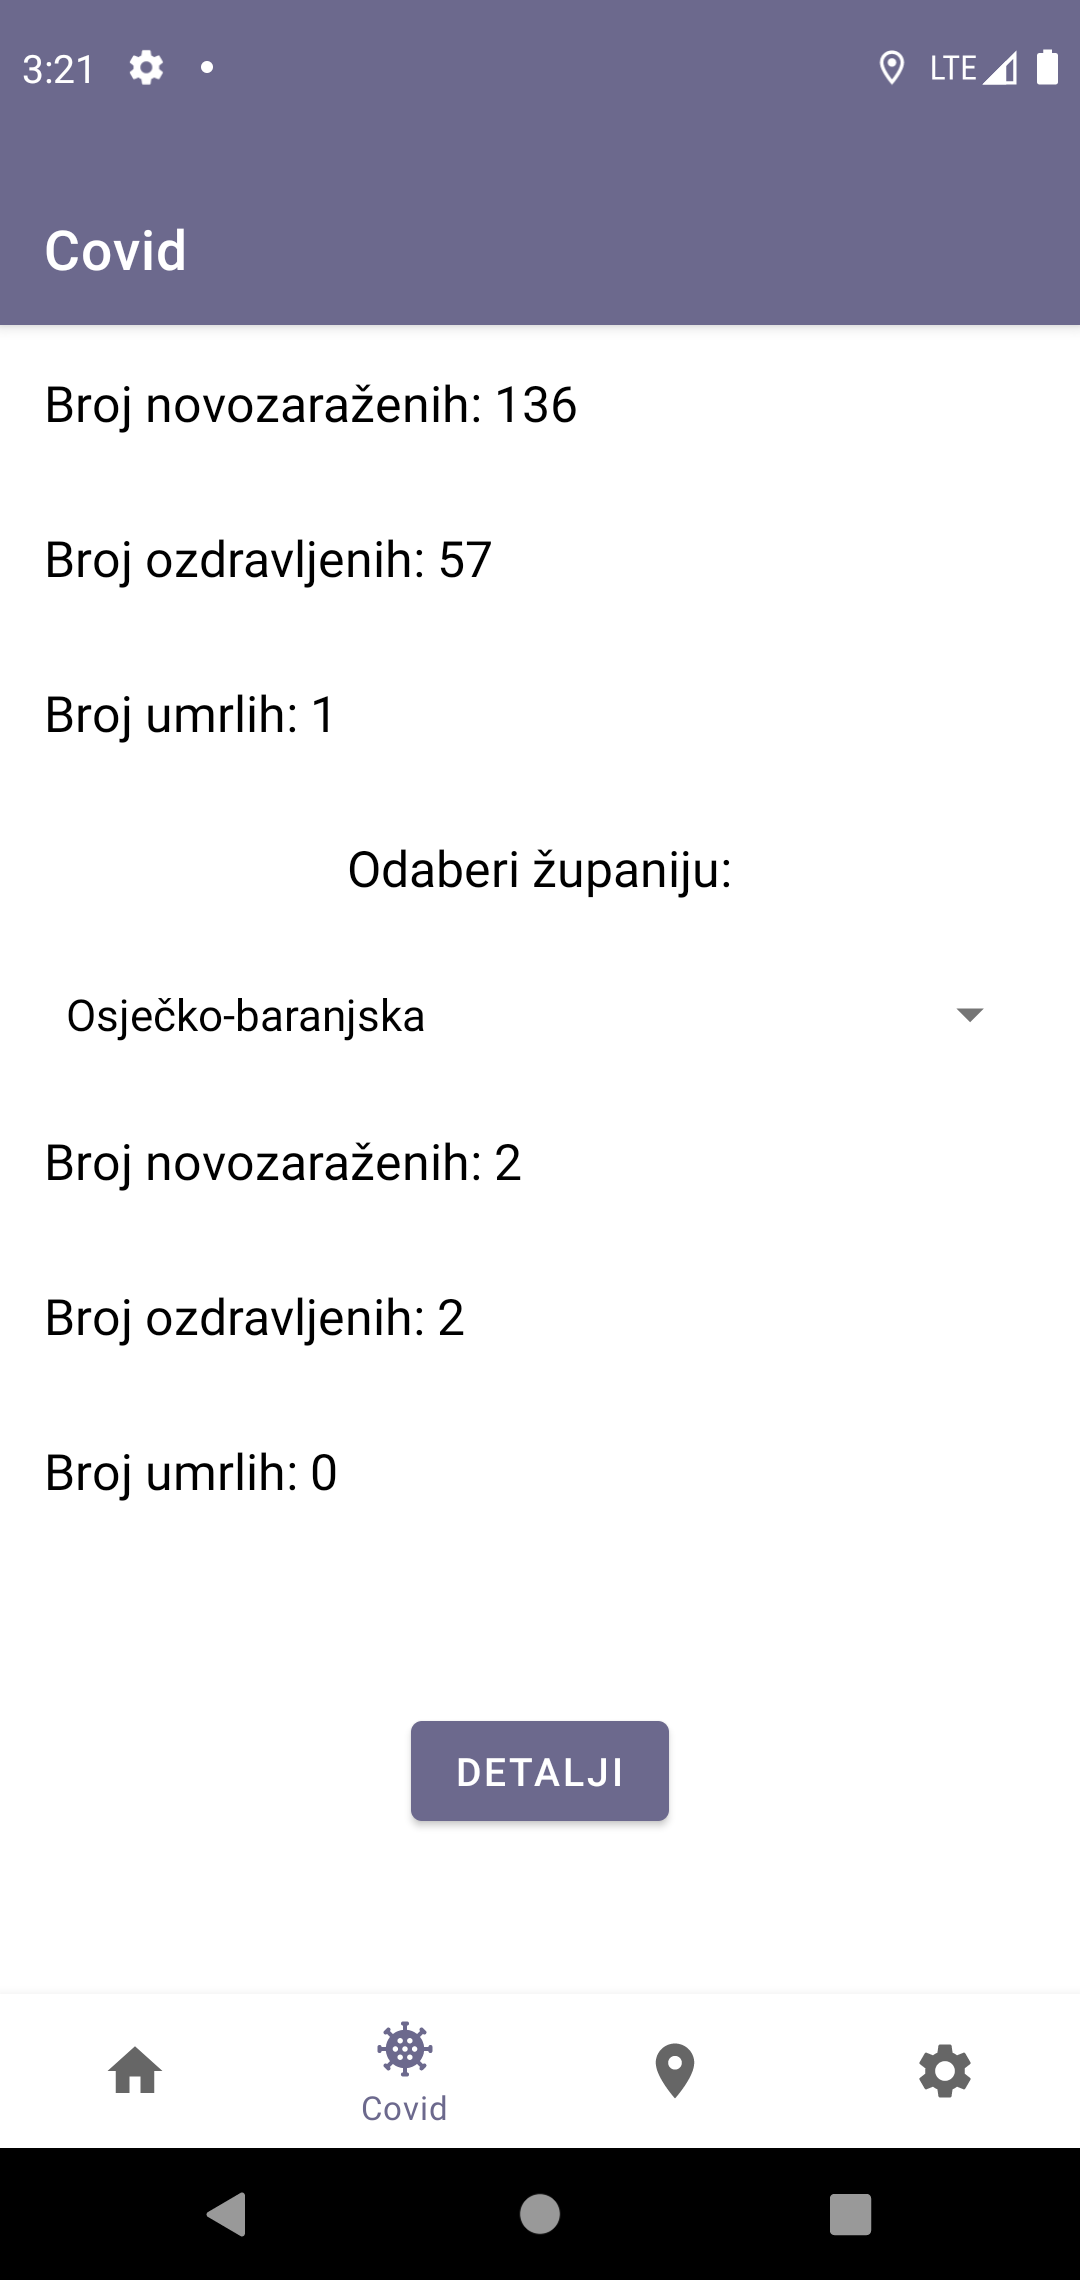 3:21
LTE
Covid
Broj novozaraženih: 136
Broj ozdravljenih: 57
Broj umrlih: 1
Odaberi županiju:
Osječko-baranjska
Broj novozaraženih: 2
Broj ozdravljenih: 2
Broj umrlih: 0
DETALJI
Covid